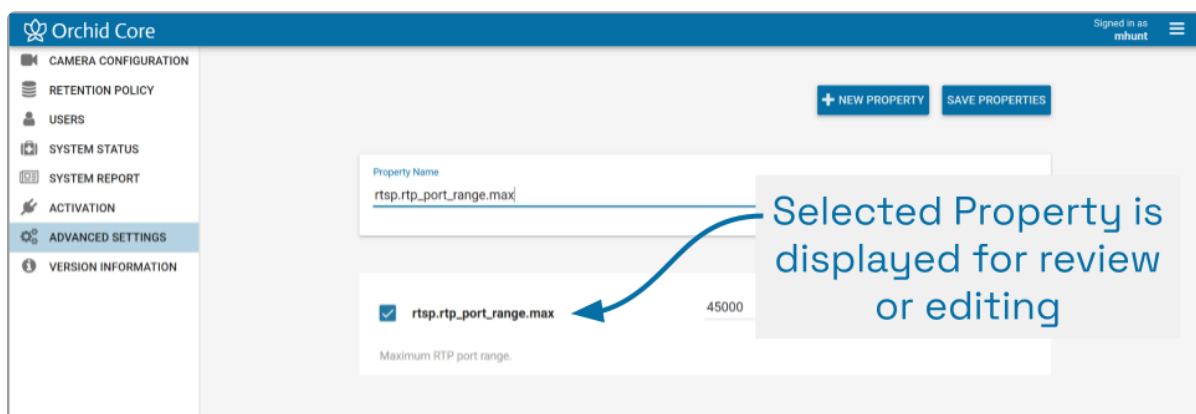 Orchid Core
Signed in as
mhunt
CAMERA CONFIGURATION
RETENTION POLICY
USERS
SYSTEM STATUS
SYSTEM REPORT
ACTIVATION
ADVANCED SETTINGS
VERSION INFORMATION
+ NEW PROPERTY
SAVE PROPERTIES
Property Name
rtsp.rtp_port_range.max
rtsp.rtp_port_range.max
45000
Maximum RTP port range.
Selected Property is
displayed for review
or editing